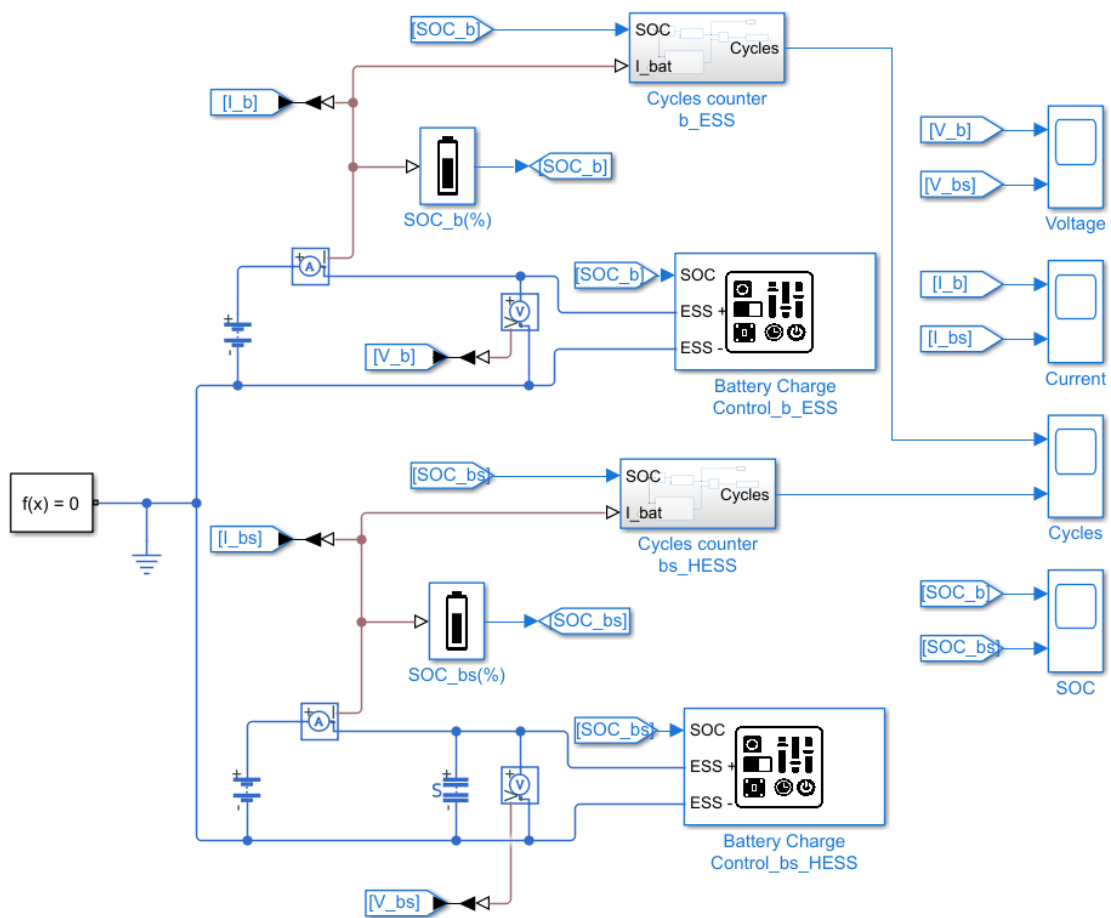 [SOC_b]
SOC
I_bat
Cycles
Cycles counter
b_ESS
[I_b]
[SOC_b]
SOC_b(%)
[V_b]
[V_bs]
Voltage
+
I
A
[SOC_b]
SOC
ESS +
ESS -
Battery Charge
Control_b_ESS
+
V
V
[V_b]
+
-
[I_b]
[I_bs]
Current
f(x) = 0
[SOC_bs]
SOC
I_bat
Cycles
Cycles counter
bs_HESS
Cycles
[I_bs]
[SOC_bs]
SOC_bs(%)
[SOC_b]
[SOC_bs]
SOC
+
I
A
[SOC_bs]
SOC
ESS +
ESS -
Battery Charge
Control_bs_HESS
+
-
+
S
-
+
V
V
[V_bs]